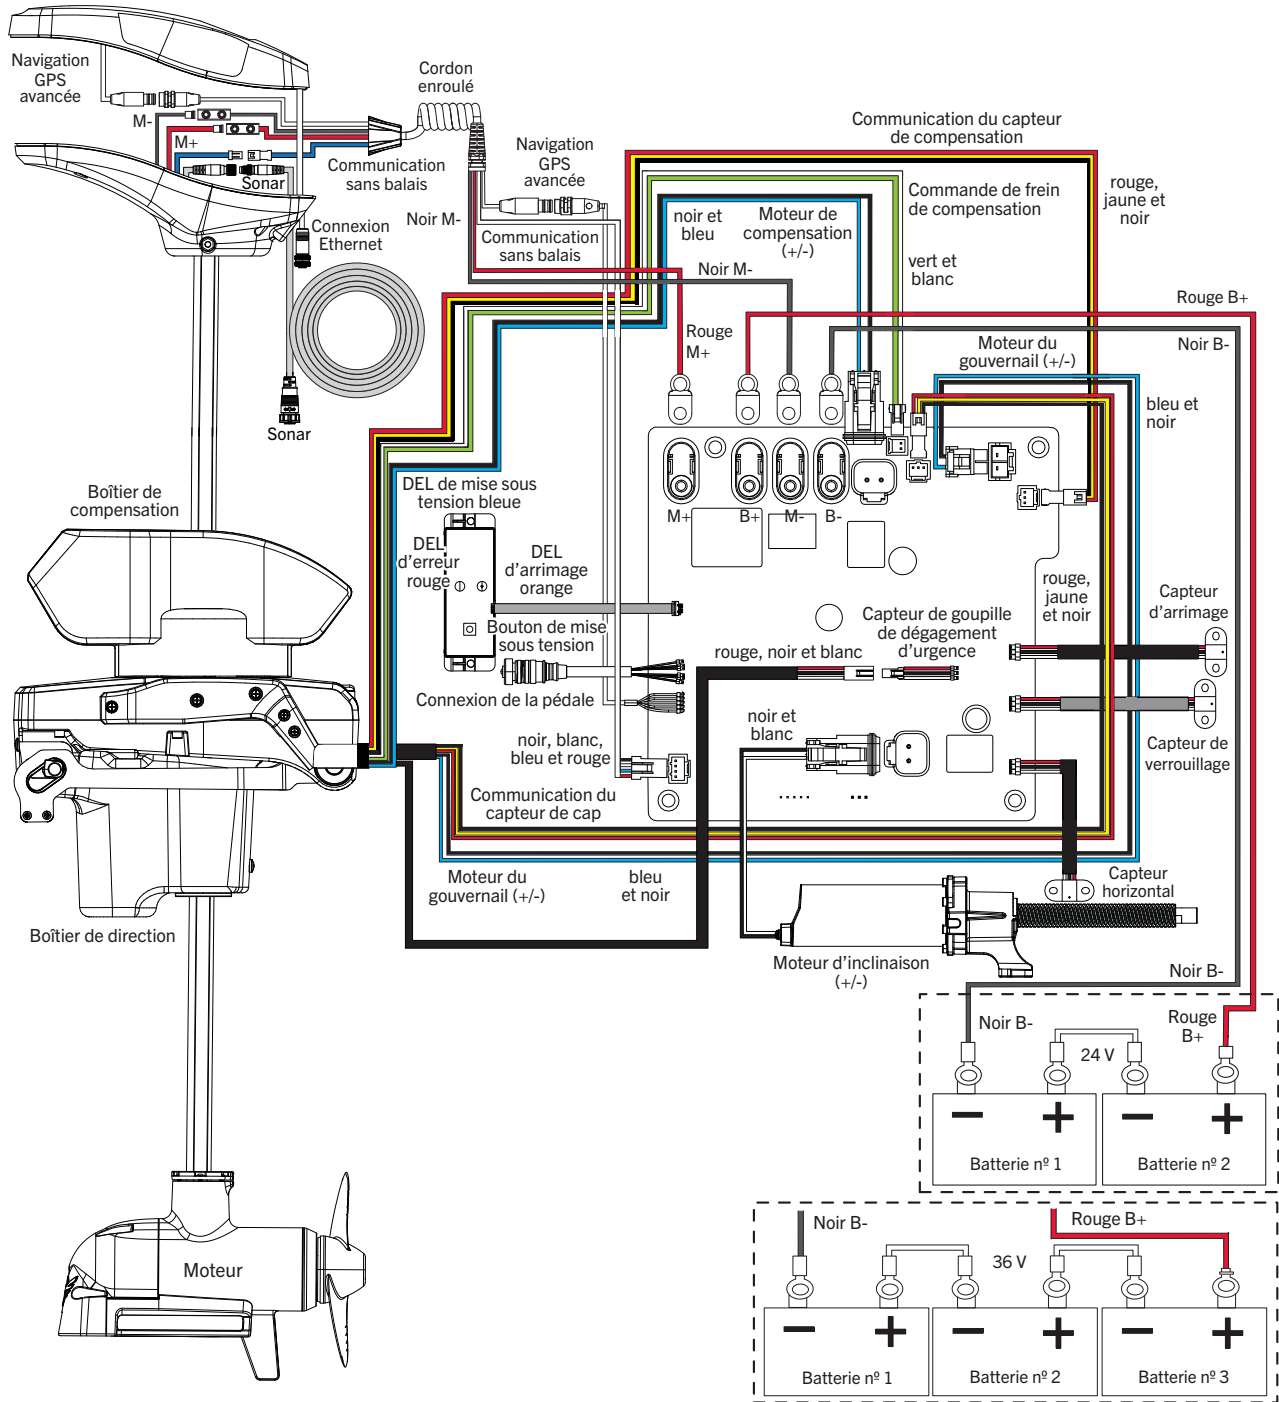 Navigation
GPS
avancée
M-
M+
Sonar
Connexion
Ethernet
Sonar
Cordon
enroulé
Communication
sans balais
Noir M-
Navigation
GPS
avancée
Communication
sans balais
Communication du capteur
de compensation
Commande de frein
de compensation
rouge,
jaune et
noir
noir et
bleu
Moteur de
compensation
(+/-)
vert et
blanc
Noir M-
Rouge
M+
Rouge B+
Noir B-
Moteur du
gouvernail (+/-)
bleu et
noir
Boîtier de
compensation
DEL de mise sous
tension bleue
DEL
d'erreur
rouge
DEL
d'arrimage
orange
Bouton de mise
sous tension
Connexion de la pédale
M+
B+
M-
B-
rouge, noir et blanc
Capteur de goupille
de dégagement
d'urgence
rouge,
jaune
et noir
Capteur
d'arrimage
Capteur de
verrouillage
noir et
blanc
noir, blanc,
bleu et rouge
Communication du
capteur de cap
Moteur du
gouvernail (+/-)
bleu
et noir
Capteur
horizontal
Boîtier de direction
Moteur d'inclinaison
(+/-)
Noir B-
Noir B-
Rouge
B+
24 V
Batterie nº 1
Batterie nº 2
Moteur
Noir B-
Rouge B+
36 V
Batterie nº 1
Batterie nº 2
Batterie nº 3